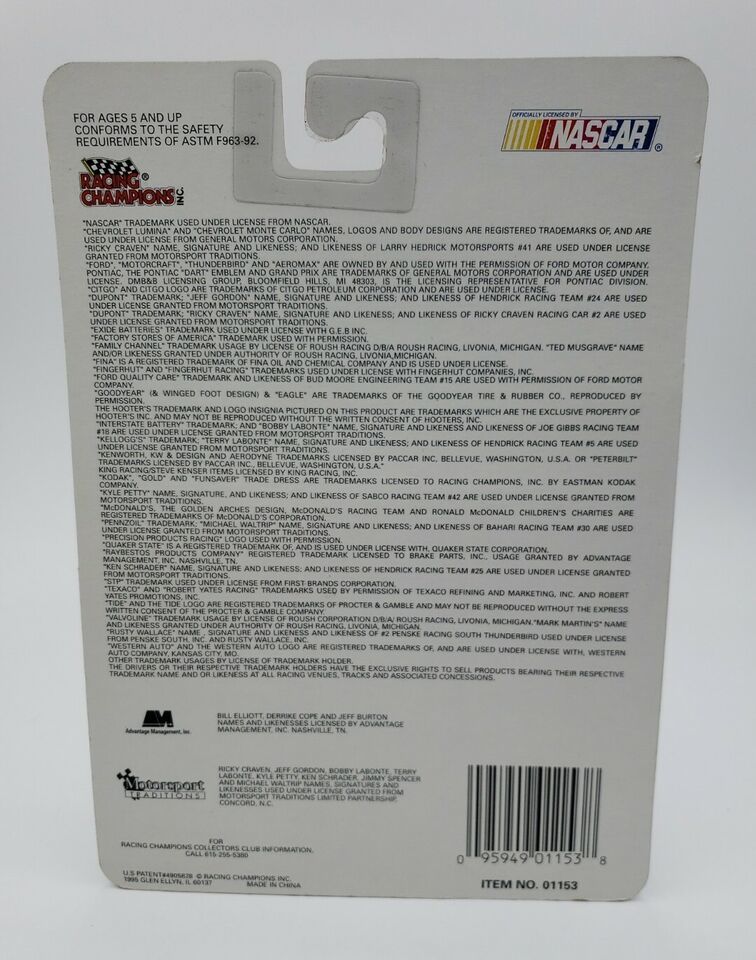 FOR AGES 5 AND UP
CONFORMS TO THE SAFETY
REQUIREMENTS OF ASTM F963-92.
OFFICIALLY LICENSED BY
NASCAR®
RACING®
CHAMPIONS INC.
"NASCAR" TRADEMARK USED UNDER LICENSE FROM NASCAR.
"CHEVROLET LUMINA" AND "CHEVROLET MONTE CARLO" NAMES, LOGOS AND BODY DESIGNS ARE REGISTERED TRADEMARKS OF, AND ARE
USED UNDER LICENSE FROM GENERAL MOTORS CORPORATION.
"RICKY CRAVEN" NAME, SIGNATURE AND LIKENESS; AND LIKENESS OF LARRY HEDRICK MOTORSPORTS #41 ARE USED UNDER LICENSE
GRANTED FROM MOTORSPORT TRADITIONS.
"FORD", "MOTORCRAFT", "THUNDERBIRD" AND "AEROMAX" ARE OWNED BY AND USED WITH THE PERMISSION OF FORD MOTOR COMPANY.
PONTIAC, THE PONTIAC "DART" EMBLEM AND GRAND PRIX ARE TRADEMARKS OF GENERAL MOTORS CORPORATION AND ARE USED UNDER
LICENSE. DMB&B LICENSING GROUP, BLOOMFIELD HILLS, MI 48303, IS THE LICENSING REPRESENTATIVE FOR PONTIAC DIVISION.
"CITGO" AND CITGO LOGO ARE TRADEMARKS OF CITGO PETROLEUM CORPORATION AND ARE USED UNDER LICENSE.
"DUPONT" TRADEMARK; "JEFF GORDON" NAME, SIGNATURE AND LIKENESS; AND LIKENESS OF HENDRICK RACING TEAM #24 ARE USED
UNDER LICENSE GRANTED FROM MOTORSPORT TRADITIONS.
"DUPONT" TRADEMARK; "RICKY CRAVEN" NAME, SIGNATURE AND LIKENESS; AND LIKENESS OF RICKY CRAVEN RACING CAR #2 ARE USED
UNDER LICENSE GRANTED FROM MOTORSPORT TRADITIONS.
"EXIDE BATTERIES" TRADEMARK USED UNDER LICENSE WITH G.E.B INC.
"FACTORY STORES OF AMERICA" TRADEMARK USED WITH PERMISSION.
"FAMILY CHANNEL" TRADEMARK USAGE BY LICENSE OF ROUSH RACING D/B/A ROUSH RACING, LIVONIA, MICHIGAN. "TED MUSGRAVE" NAME
AND/OR LIKENESS GRANTED UNDER AUTHORITY OF ROUSH RACING, LIVONIA,MICHIGAN.
"FINA" IS A REGISTERED TRADEMARK OF FINA OIL AND CHEMICAL COMPANY AND IS USED UNDER LICENSE.
"FINGERHUT" AND "FINGERHUT RACING" TRADEMARKS USED UNDER LICENSE WITH FINGERHUT COMPANIES, INC.
"FORD QUALITY CARE" TRADEMARK AND LIKENESS OF BUD MOORE ENGINEERING TEAM #15 ARE USED WITH PERMISSION OF FORD MOTOR
COMPANY.
"GOODYEAR" (& WINGED FOOT DESIGN) & "EAGLE" ARE TRADEMARKS OF THE GOODYEAR TIRE & RUBBER CO., REPRODUCED BY
PERMISSION.
THE HOOTER'S TRADEMARK AND LOGO INSIGNIA PICTURED ON THIS PRODUCT ARE TRADEMARKS WHICH ARE THE EXCLUSIVE PROPERTY OF
HOOTER'S INC. AND MAY NOT BE REPRODUCED WITHOUT THE WRITTEN CONSENT OF HOOTERS, INC.
"INTERSTATE BATTERY" TRADEMARK; AND "BOBBY LABONTE" NAME, SIGNATURE AND LIKENESS AND LIKENESS OF JOE GIBBS RACING TEAM
#18 ARE USED UNDER LICENSE GRANTED FROM MOTORSPORT TRADITIONS.
"KELLOGG'S" TRADEMARK; "TERRY LABONTE" NAME, SIGNATURE AND LIKENESS; AND LIKENESS OF HENDRICK RACING TEAM #5 ARE USED
UNDER LICENSE GRANTED FROM MOTORSPORT TRADITIONS.
"KENWORTH, KW & DESIGN AND AERODYNE TRADEMARKS LICENSED BY PACCAR INC., BELLEVUE, WASHINGTON, U.S.A. OR "PETERBILT"
TRADEMARKS LICENSED BY PACCAR INC., BELLEVUE, WASHINGTON, U.S.A."
KING RACING/STEVE KENSER ITEMS LICENSED BY KING RACING, INC.
"KODAK", "GOLD" AND "FUNSAVER" TRADE DRESS ARE TRADEMARKS LICENSED TO RACING CHAMPIONS, INC. BY EASTMAN KODAK
COMPANY.
"KYLE PETTY" NAME, SIGNATURE, AND LIKENESS; AND LIKENESS OF SABCO RACING TEAM #42 ARE USED UNDER LICENSE GRANTED FROM
MOTORSPORT TRADITIONS.
"McDONALD'S, THE GOLDEN ARCHES DESIGN, McDONALD'S RACING TEAM AND RONALD McDONALD CHILDREN'S CHARITIES ARE
REGISTERED TRADEMARKS OF McDONALD'S CORPORATION.
"PENNZOIL" TRADEMARK; "MICHAEL WALTRIP" NAME, SIGNATURE AND LIKENESS; AND LIKENESS OF BAHARI RACING TEAM #30 ARE USED
UNDER LICENSE GRANTED FROM MOTORSPORT TRADITIONS.
"PRECISION PRODUCTS RACING" LOGO USED WITH PERMISSION.
"QUAKER STATE" IS A REGISTERED TRADEMARK OF, AND IS USED UNDER LICENSE WITH, QUAKER STATE CORPORATION.
"RAYBESTOS PRODUCTS COMPANY" REGISTERED TRADEMARK LICENSED TO BRAKE PARTS, INC., USAGE GRANTED BY ADVANTAGE
MANAGEMENT, INC. NASHVILLE, TN.
"KEN SCHRADER" NAME, SIGNATURE AND LIKENESS; AND LIKENESS OF HENDRICK RACING TEAM #25 ARE USED UNDER LICENSE GRANTED
FROM MOTORSPORT TRADITIONS.
"STP" TRADEMARK USED UNDER LICENSE FROM FIRST BRANDS CORPORATION.
"TEXACO" AND "ROBERT YATES RACING" TRADEMARKS USED BY PERMISSION OF TEXACO REFINING AND MARKETING, INC. AND ROBERT
YATES PROMOTIONS, INC.
"TIDE" AND THE TIDE LOGO ARE REGISTERED TRADEMARKS OF PROCTER & GAMBLE AND MAY NOT BE REPRODUCED WITHOUT THE EXPRESS
WRITTEN CONSENT OF THE PROCTER & GAMBLE COMPANY.
"VALVOLINE" TRADEMARK USAGE BY LICENSE OF ROUSH CORPORATION D/B/A/ ROUSH RACING, LIVONIA, MICHIGAN."MARK MARTIN'S" NAME
AND LIKENESS GRANTED UNDER AUTHORITY OF ROUSH RACING, LIVONIA, MICHIGAN.
"RUSTY WALLACE" NAME , SIGNATURE AND LIKENESS AND LIKENESS OF #2 PENSKE RACING SOUTH THUNDERBIRD USED UNDER LICENSE
FROM PENSKE SOUTH, INC. AND RUSTY WALLACE, INC.
"WESTERN AUTO" AND THE WESTERN AUTO LOGO ARE REGISTERED TRADEMARKS OF, AND ARE USED UNDER LICENSE WITH, WESTERN
AUTO COMPANY, KANSAS CITY, MO.
OTHER TRADEMARK USAGES BY LICENSE OF TRADEMARK HOLDER.
THE DRIVERS OR THEIR RESPECTIVE TRADEMARK HOLDERS HAVE THE EXCLUSIVE RIGHTS TO SELL PRODUCTS BEARING THEIR RESPECTIVE
TRADEMARK NAME AND OR LIKENESS AT ALL RACING VENUES, TRACKS AND ASSOCIATED CONCESSIONS.
AM
Advantage Management, Inc.
BILL ELLIOTT, DERRIKE COPE AND JEFF BURTON
NAMES AND LIKENESSES LICENSED BY ADVANTAGE
MANAGEMENT, INC. NASHVILLE, TN.
Motorsport
TRADITIONS
RICKY CRAVEN, JEFF GORDON, BOBBY LABONTE, TERRY
LABONTE, KYLE PETTY, KEN SCHRADER, JIMMY SPENCER
AND MICHAEL WALTRIP NAMES, SIGNATURES AND
LIKENESSES USED UNDER LICENSE GRANTED FROM
MOTORSPORT TRADITIONS LIMITED PARTNERSHIP,
CONCORD, N.C.
FOR
RACING CHAMPIONS COLLECTORS CLUB INFORMATION.
CALL 615-255-5380
U.S PATENT#4905878 © RACING CHAMPIONS INC.
1995 GLEN ELLYN, IL 60137 MADE IN CHINA
0 95949 01153 8
ITEM NO. 01153